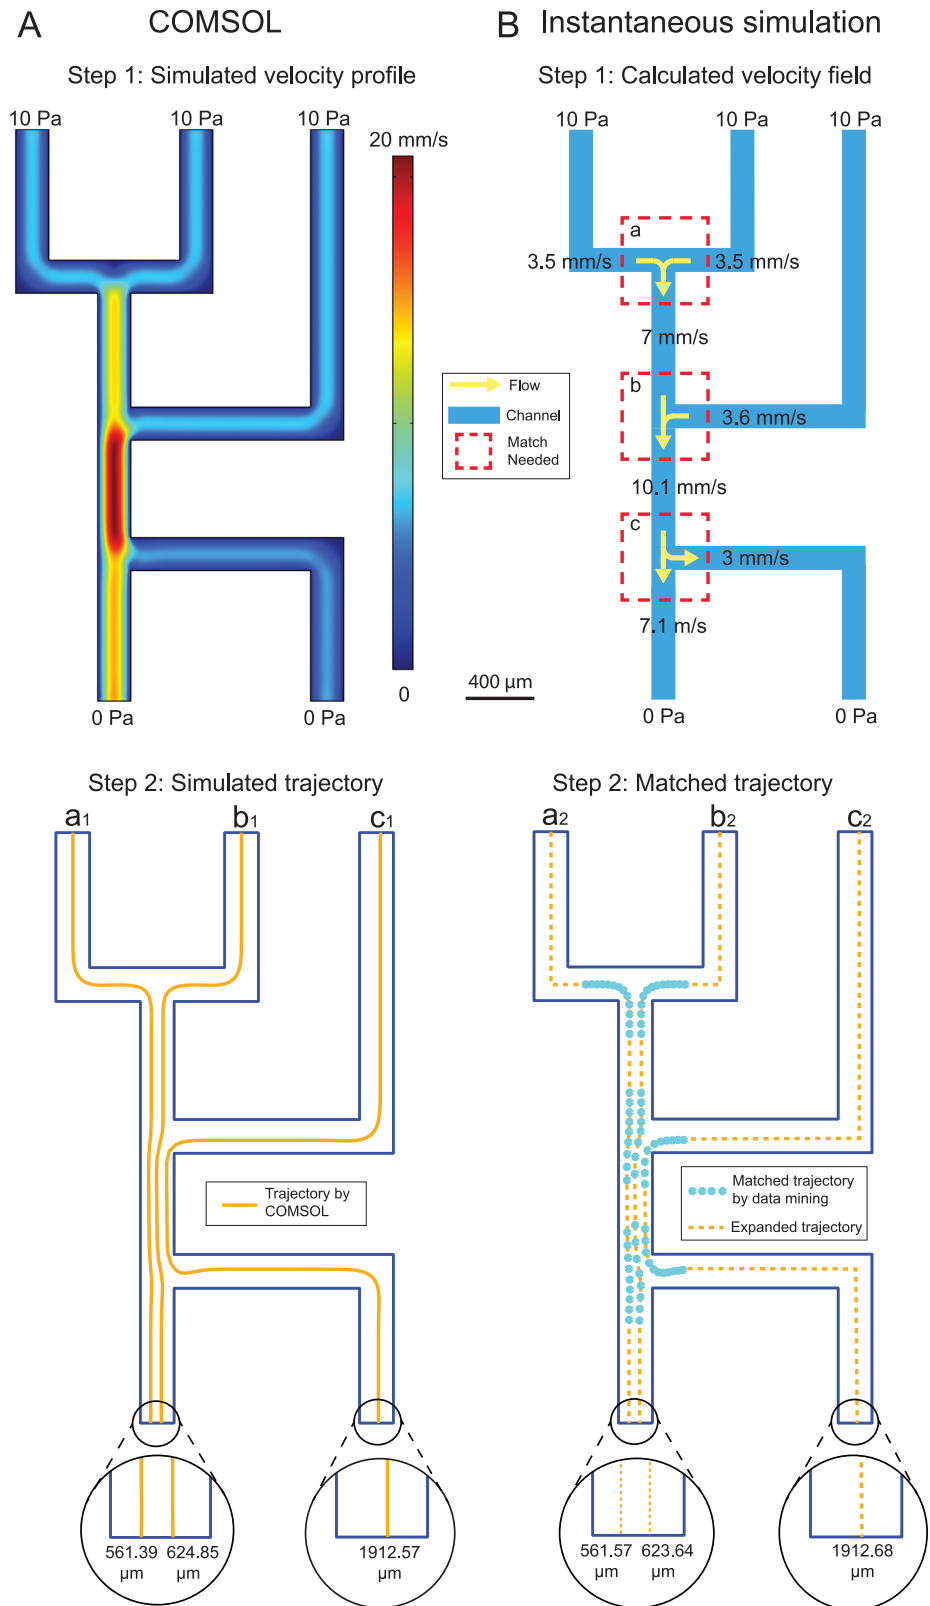 A
COMSOL
Step 1: Simulated velocity profile
10 Pa
10 Pa
10 Pa
20 mm/s
0
0 Pa
0 Pa
B
Instantaneous simulation
Step 1: Calculated velocity field
10 Pa
10 Pa
10 Pa
a
3.5 mm/s
3.5 mm/s
7 mm/s
b
3.6 mm/s
10.1 mm/s
c
3 mm/s
7.1 m/s
0 Pa
0 Pa
Flow
Channel
Match
Needed
400 µm
Step 2: Simulated trajectory
a1
b1
c1
Trajectory by
COMSOL
561.39
µm
624.85
µm
1912.57
µm
Step 2: Matched trajectory
a2
b2
c2
Matched trajectory
by data mining
Expanded trajectory
561.57
µm
623.64
µm
1912.68
µm